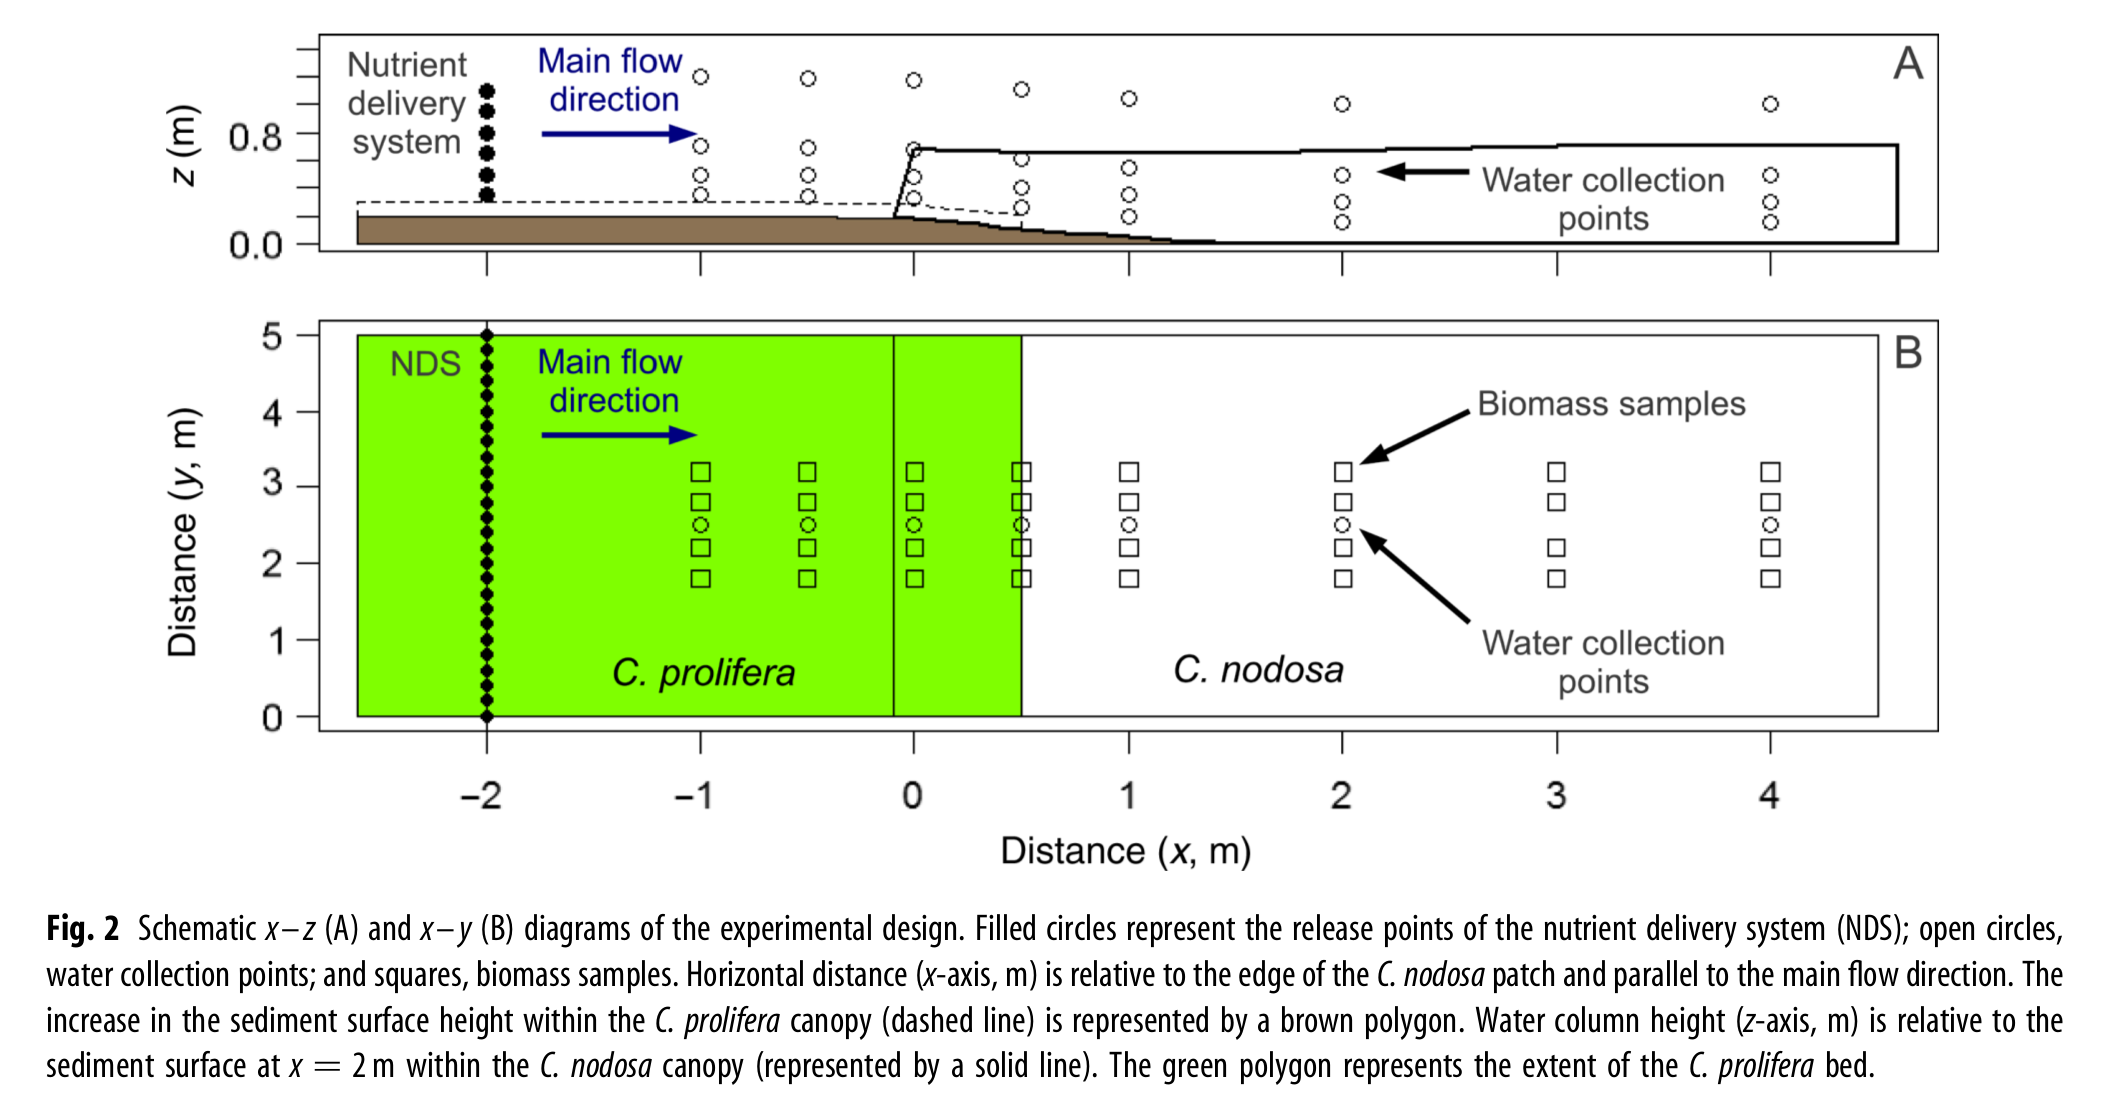 A
Nutrient
delivery
system
Main flow
direction
z (m)
0.8
0.0
Water collection
points
B
NDS
Main flow
direction
Biomass samples
Water collection
points
C. prolifera
C. nodosa
Distance (y, m)
5
4
3
2
1
0
−2 −1 0 1 2 3 4
Distance (x, m)
Fig. 2 Schematic x–z (A) and x–y (B) diagrams of the experimental design. Filled circles represent the release points of the nutrient delivery system (NDS); open circles,
water collection points; and squares, biomass samples. Horizontal distance (x-axis, m) is relative to the edge of the C. nodosa patch and parallel to the main flow direction. The
increase in the sediment surface height within the C. prolifera canopy (dashed line) is represented by a brown polygon. Water column height (z-axis, m) is relative to the
sediment surface at x = 2 m within the C. nodosa canopy (represented by a solid line). The green polygon represents the extent of the C. prolifera bed.